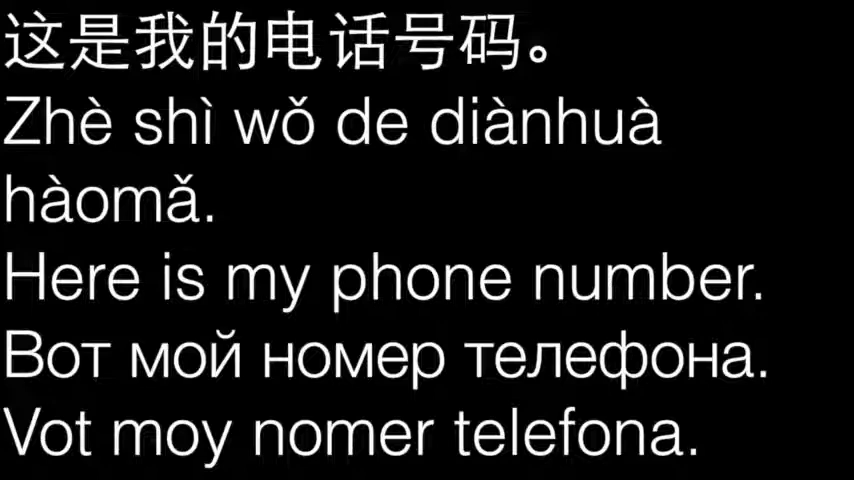 这是我的电话号码。
Zhè shì wǒ de diànhuà
hàomǎ.
Here is my phone number.
Вот мой номер телефона.
Vot moy nomer telefona.